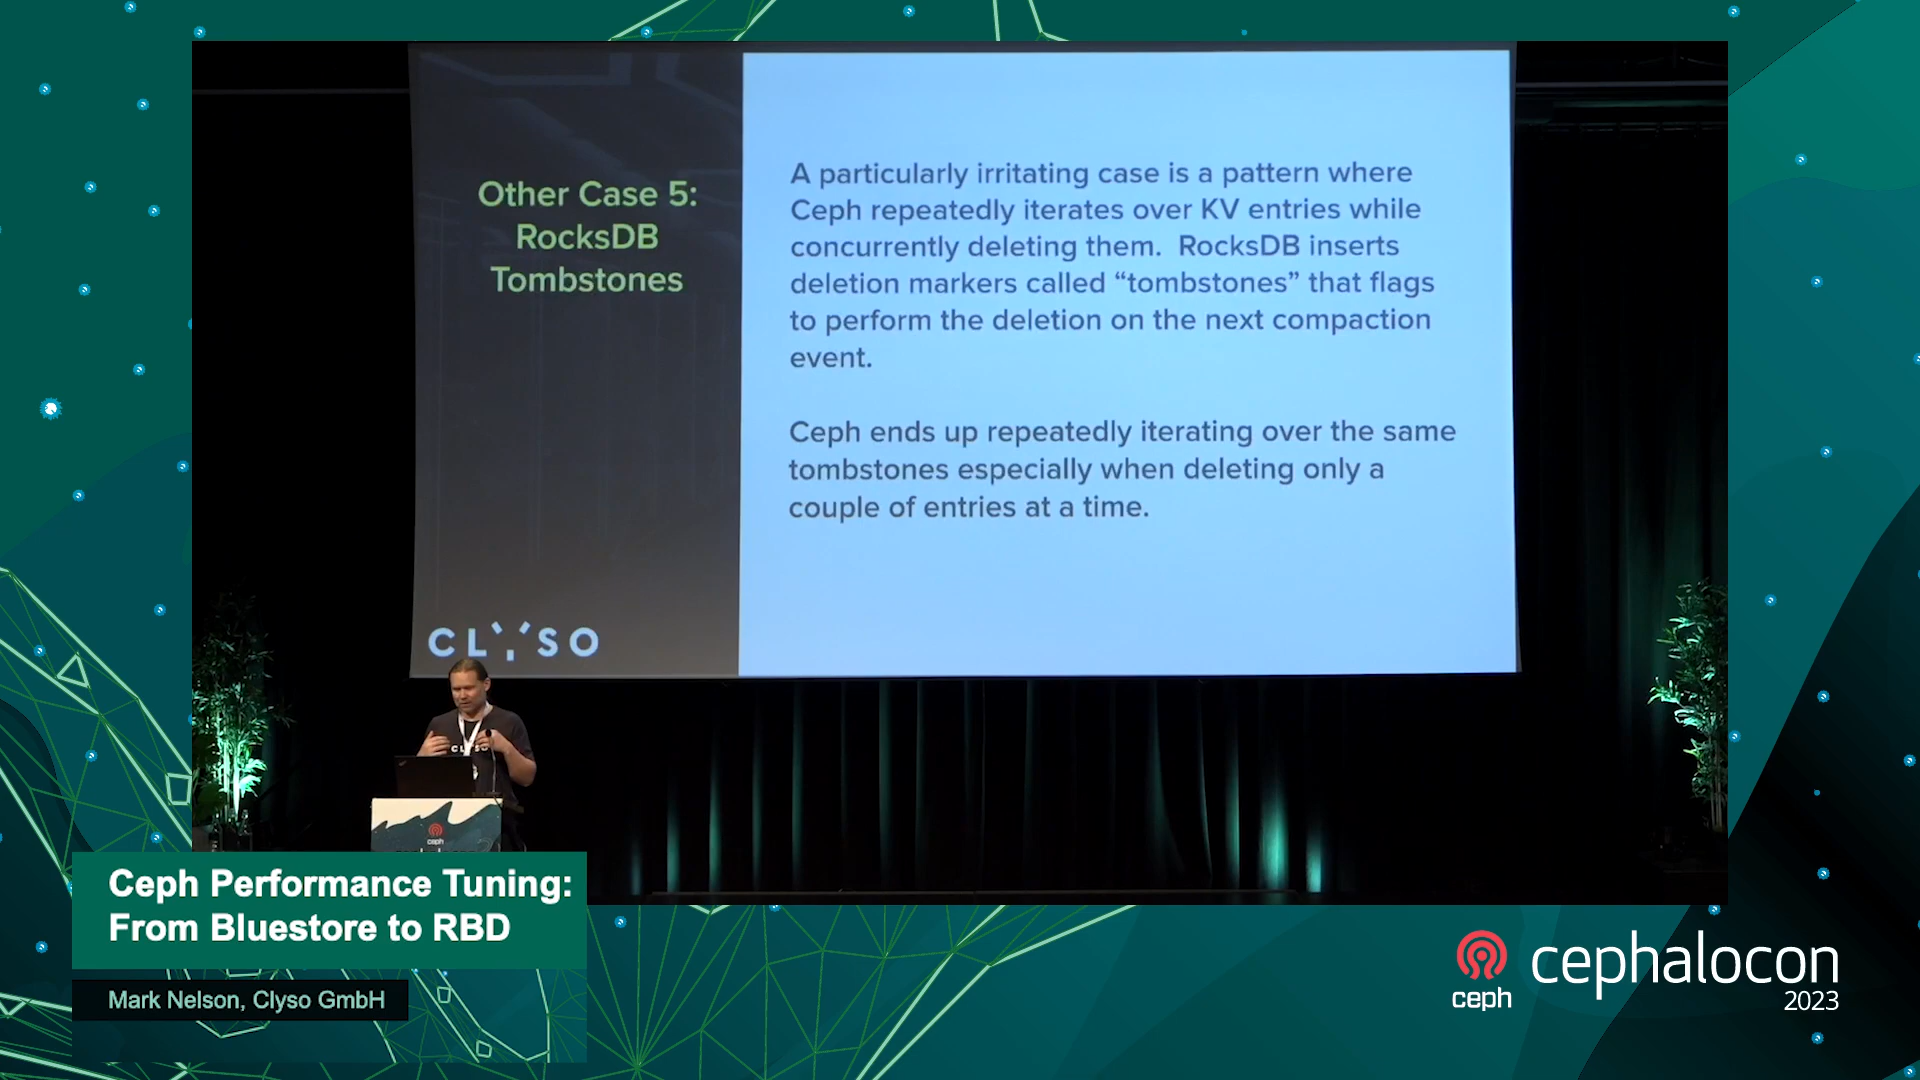 Other Case 5:
RocksDB
Tombstones
A particularly irritating case is a pattern where
Ceph repeatedly iterates over KV entries while
concurrently deleting them. RocksDB inserts
deletion markers called “tombstones” that flags
to perform the deletion on the next compaction
event.
Ceph ends up repeatedly iterating over the same
tombstones especially when deleting only a
couple of entries at a time.
CLYSO
CLYSO
ceph
Ceph Performance Tuning:
From Bluestore to RBD
Mark Nelson, Clyso GmbH
ceph
cephalocon
2023